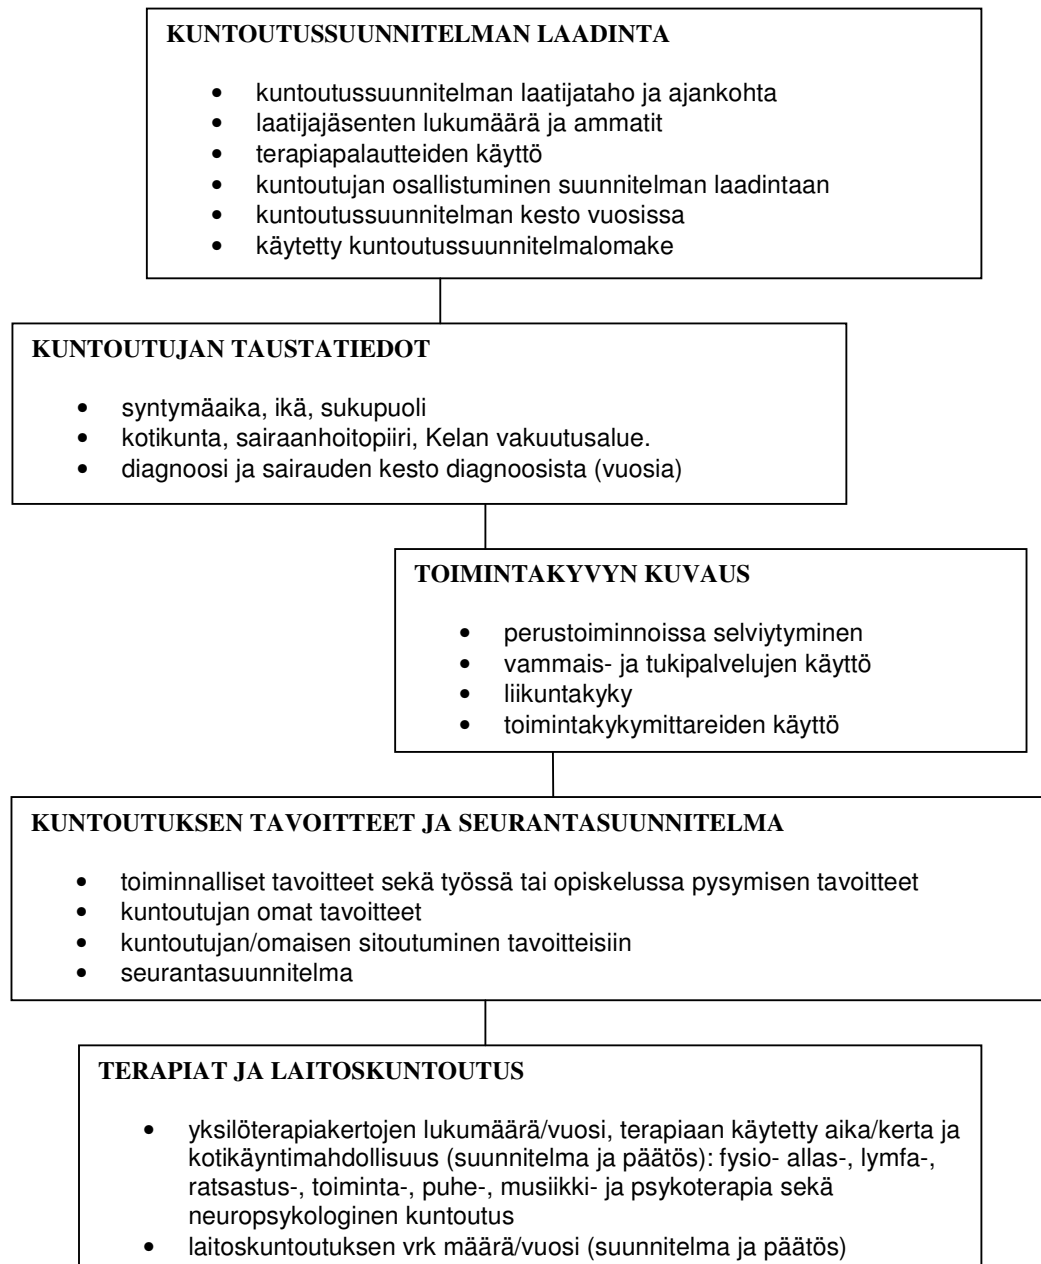 KUNTOUTUSSUUNNITELMAN LAADINTA
• kuntoutussuunnitelman laatijataho ja ajankohta
• laatijajäsenten lukumäärä ja ammatit
• terapiapalautteiden käyttö
• kuntoutujan osallistuminen suunnitelman laadintaan
• kuntoutussuunnitelman kesto vuosissa
• käytetty kuntoutussuunnitelmalomake
KUNTOUTUJAN TAUSTATIEDOT
• syntymäaika, ikä, sukupuoli
• kotikunta, sairaanhoitopiiri, Kelan vakuutusalue.
• diagnoosi ja sairauden kesto diagnoosista (vuosia)
TOIMINTAKYVYN KUVAUS
• perustoiminnoissa selviytyminen
• vammais- ja tukipalvelujen käyttö
• liikuntakyky
• toimintakykymittareiden käyttö
KUNTOUTUKSEN TAVOITTEET JA SEURANTASUUNNITELMA
• toiminnalliset tavoitteet sekä työssä tai opiskelussa pysymisen tavoitteet
• kuntoutujan omat tavoitteet
• kuntoutujan/omaisen sitoutuminen tavoitteisiin
• seurantasuunnitelma
TERAPIAT JA LAITOSKUNTOUTUS
• yksilöterapiakertojen lukumäärä/vuosi, terapiaan käytetty aika/kerta ja
kotikäyntimahdollisuus (suunnitelma ja päätös): fysio- allas-, lymfa-,
ratsastus-, toiminta-, puhe-, musiikki- ja psykoterapia sekä
neuropsykologinen kuntoutus
• laitoskuntoutuksen vrk määrä/vuosi (suunnitelma ja päätös)